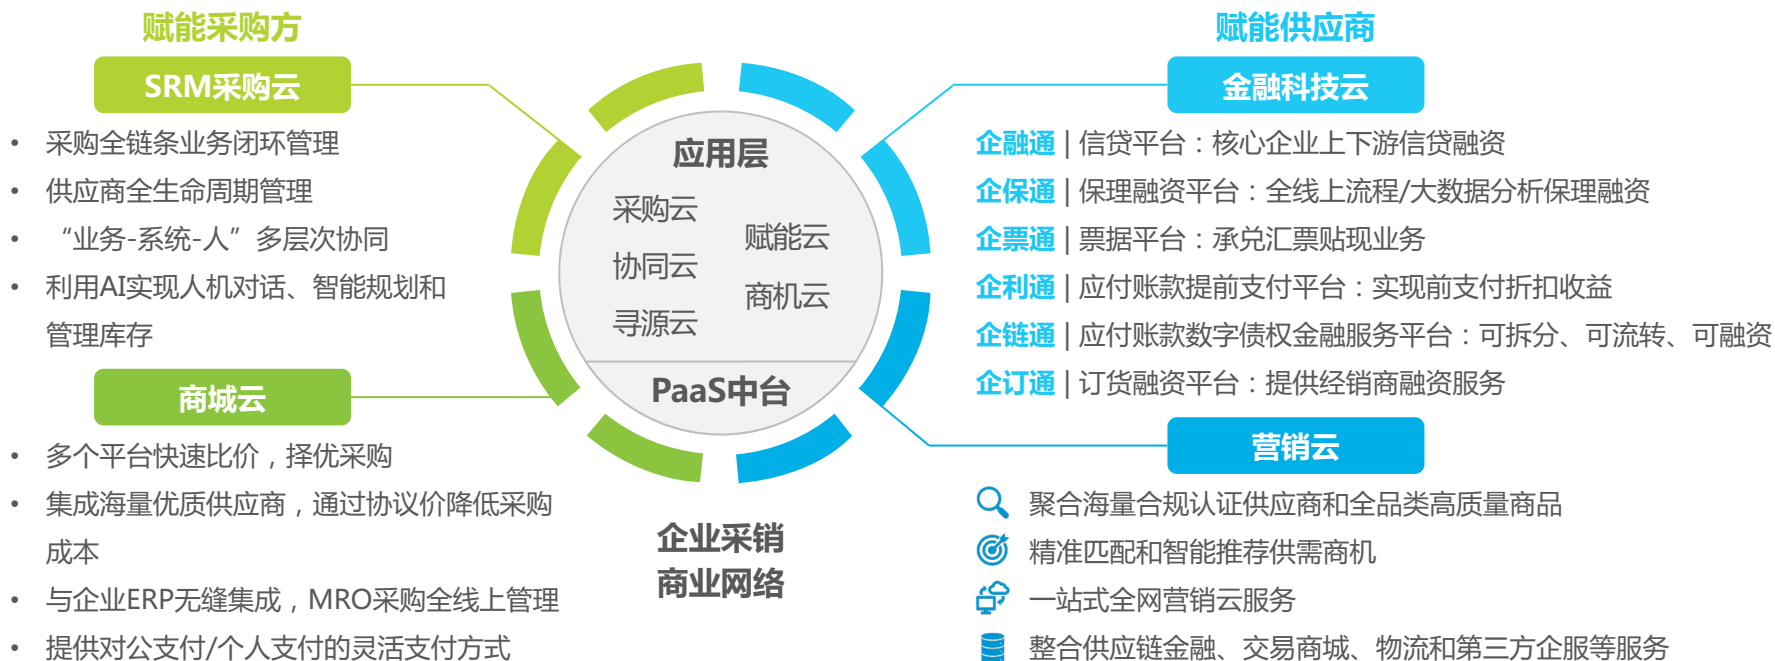 赋能采购方
SRM采购云
• 采购全链条业务闭环管理
• 供应商全生命周期管理
• “业务-系统-人”多层次协同
• 利用AI实现人机对话、智能规划和
管理库存
商城云
• 多个平台快速比价，择优采购
• 集成海量优质供应商，通过协议价降低采购
成本
• 与企业ERP无缝集成，MRO采购全线上管理
• 提供对公支付/个人支付的灵活支付方式
应用层
采购云
协同云
寻源云
赋能云
商机云
PaaS中台
企业采销
商业网络
赋能供应商
金融科技云
企融通 | 信贷平台：核心企业上下游信贷融资
企保通 | 保理融资平台：全线上流程/大数据分析保理融资
企票通 | 票据平台：承兑汇票贴现业务
企利通 | 应付账款提前支付平台：实现前支付折扣收益
企链通 | 应付账款数字债权金融服务平台：可拆分、可流转、可融资
企订通 | 订货融资平台：提供经销商融资服务
营销云
聚合海量合规认证供应商和全品类高质量商品
精准匹配和智能推荐供需商机
一站式全网营销云服务
整合供应链金融、交易商城、物流和第三方企服等服务